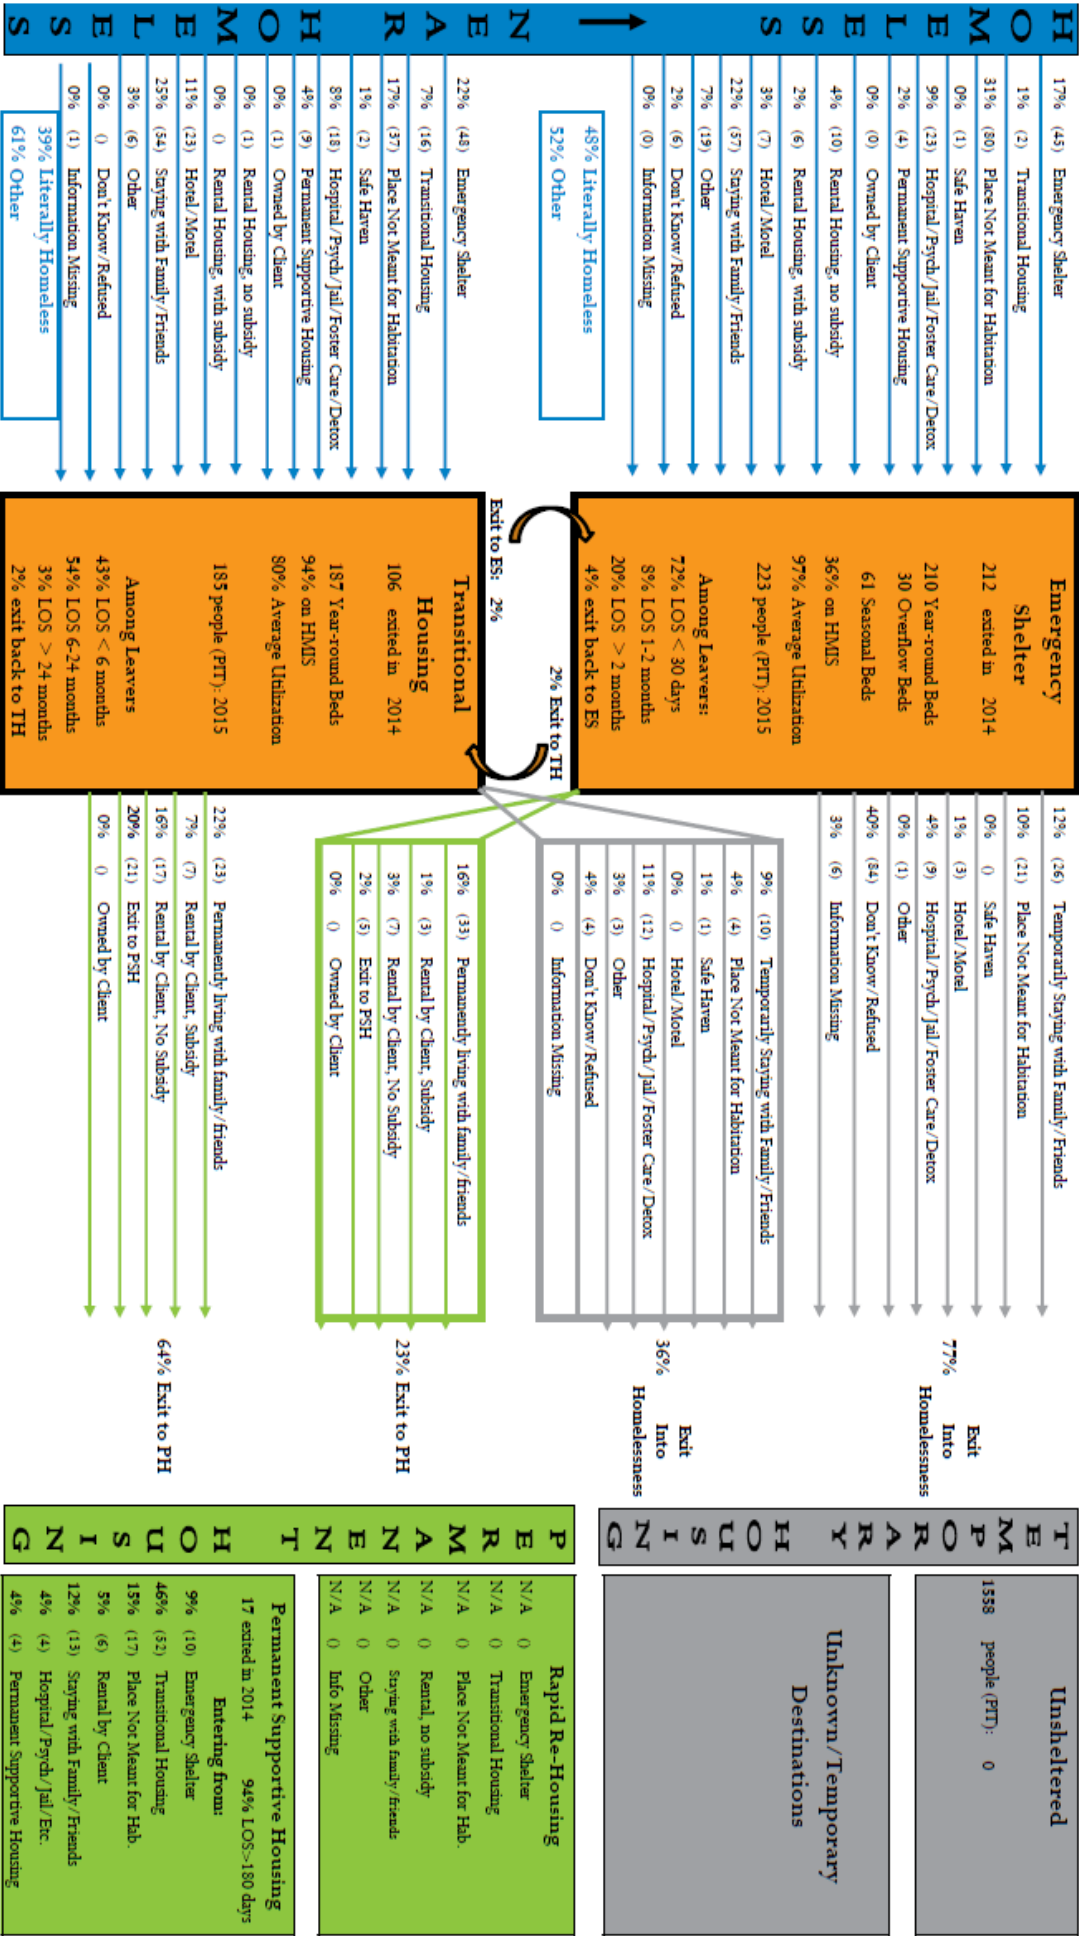 HOMELESS
NEAR HOMELESS
17% (45) Emergency Shelter
1% (2) Transitional Housing
31% (80) Place Not Meant for Habitation
0% (1) Safe Haven
9% (23) Hospital/Psych/Jail/Foster Care/Detox
2% (4) Permanent Supportive Housing
0% (0) Owned by Client
4% (10) Rental Housing, no subsidy
2% (6) Rental Housing, with subsidy
3% (7) Hotel/Motel
22% (57) Staying with Family/Friends
7% (19) Other
2% (6) Don't Know/Refused
0% (0) Information Missing
48% Literally Homeless
52% Other
22% (48) Emergency Shelter
7% (16) Transitional Housing
17% (37) Place Not Meant for Habitation
1% (2) Safe Haven
8% (18) Hospital/Psych/Jail/Foster Care/Detox
4% (9) Permanent Supportive Housing
0% (1) Owned by Client
0% (1) Rental Housing, no subsidy
0% () Rental Housing, with subsidy
11% (23) Hotel/Motel
25% (54) Staying with Family/Friends
3% (6) Other
0% () Don't Know/Refused
0% (1) Information Missing
39% Literally Homeless
61% Other
Emergency
Shelter
212 exited in 2014
210 Year-round Beds
30 Overflow Beds
61 Seasonal Beds
36% on HMIS
97% Average Utilization
223 people (PIT): 2015
Among Leavers:
72% LOS < 30 days
8% LOS 1-2 months
20% LOS > 2 months
4% exit back to ES
2% Exit to TH
Exit to ES: 2%
Transitional
Housing
106 exited in 2014
187 Year-round Beds
94% on HMIS
80% Average Utilization
185 people (PIT): 2015
Among Leavers
43% LOS < 6 months
54% LOS 6-24 months
3% LOS > 24 months
2% exit back to TH
12% (26) Temporarily Staying with Family/Friends
10% (21) Place Not Meant for Habitation
0% () Safe Haven
1% (3) Hotel/Motel
4% (9) Hospital/Psych/Jail/Foster Care/Detox
0% (1) Other
40% (84) Don't Know/Refused
3% (6) Information Missing
77% Exit
Into
Homelessness
9% (10) Temporarily Staying with Family/Friends
4% (4) Place Not Meant for Habitation
1% (1) Safe Haven
0% () Hotel/Motel
11% (12) Hospital/Psych/Jail/Foster Care/Detox
3% (3) Other
4% (4) Don't Know/Refused
0% () Information Missing
36% Exit
Into
Homelessness
16% (33) Permanently living with family/friends
1% (3) Rental by Client, Subsidy
3% (7) Rental by Client, No Subsidy
2% (5) Exit to PSH
0% () Owned by Client
23% Exit to PH
22% (23) Permanently living with family/friends
7% (7) Rental by Client, Subsidy
16% (17) Rental by Client, No Subsidy
20% (21) Exit to PSH
0% () Owned by Client
64% Exit to PH
TEMPORARY HOUSING
PERMANENT HOUSING
Unsheltered
1558 people (PIT): 0
Unknown/Temporary
Destinations
Rapid Re-Housing
N/A () Emergency Shelter
N/A () Transitional Housing
N/A () Place Not Meant for Hab.
N/A () Rental, no subsidy
N/A () Staying with family/friends
N/A () Other
N/A () Info Missing
Permanent Supportive Housing
17 exited in 2014 94% LOS>180 days
Entering from:
9% (10) Emergency Shelter
46% (52) Transitional Housing
15% (17) Place Not Meant for Hab.
5% (6) Rental by Client
12% (13) Staying with Family/Friends
4% (4) Hospital/Psych/Jail/Etc.
4% (4) Permanent Supportive Housing